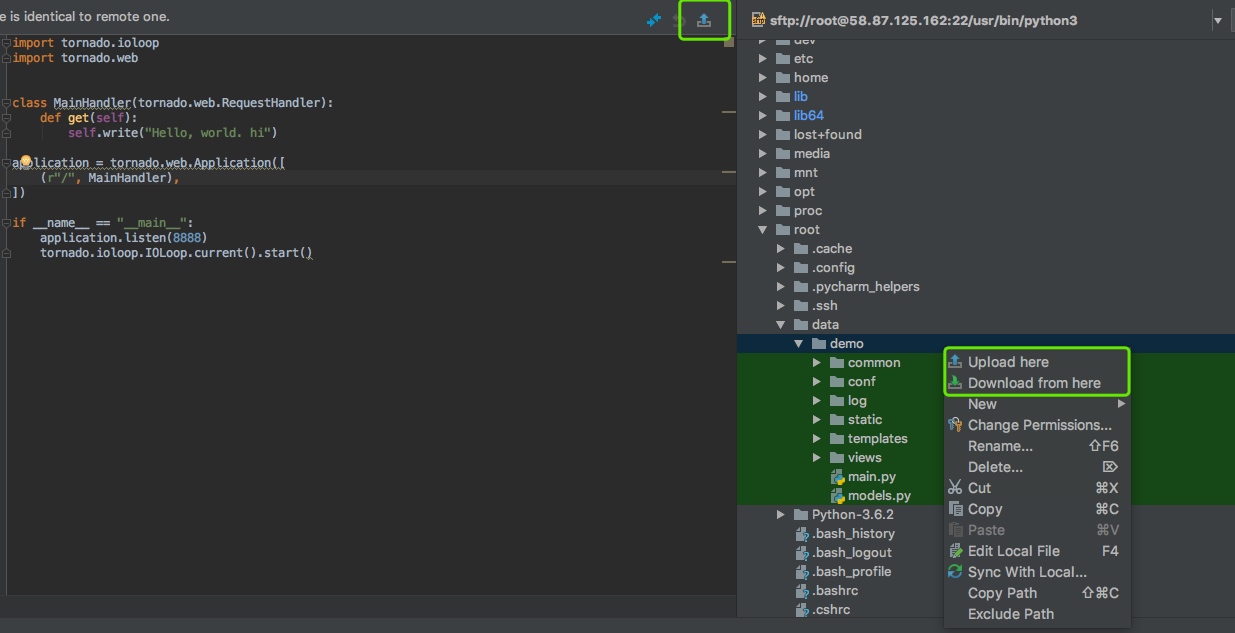 e is identical to remote one.
import tornado.ioloop
import tornado.web
class MainHandler(tornado.web.RequestHandler):
def get(self):
self.write("Hello, world. hi")
application = tornado.web.Application([
(r"/", MainHandler),
])
if __name__ == "__main__":
application.listen(8888)
tornado.ioloop.IOLoop.current().start()
sftp://root@58.87.125.162:22/usr/bin/python3
dev
etc
home
lib
lib64
lost+found
media
mnt
opt
proc
root
.cache
.config
.pycharm_helpers
.ssh
data
demo
common
conf
log
static
templates
views
main.py
models.py
Python-3.6.2
.bash_history
.bash_logout
.bash_profile
.bashrc
.cshrc
Upload here
Download from here
New
Change Permissions...
Rename... ⇧F6
Delete... ⌦
Cut ⌘X
Copy ⌘C
Paste ⌘V
Edit Local File F4
Sync With Local...
Copy Path ⇧⌘C
Exclude Path